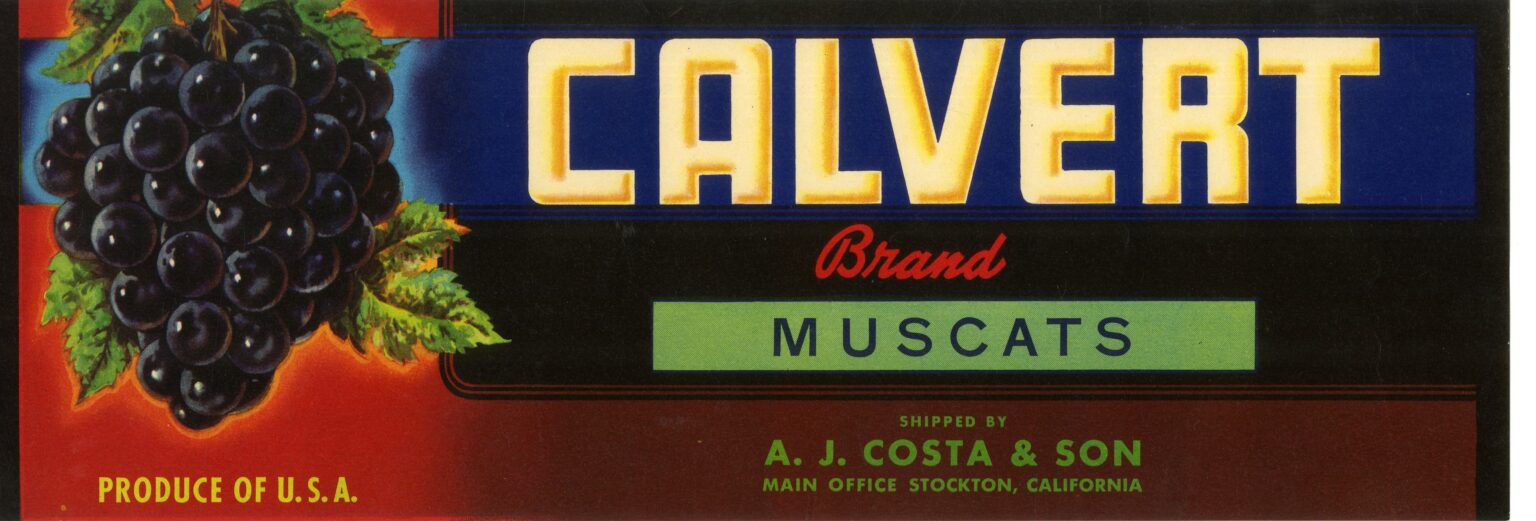 CALVERT
Brand
MUSCATS
SHIPPED BY
A. J. COSTA & SON
MAIN OFFICE STOCKTON, CALIFORNIA
PRODUCE OF U.S.A.